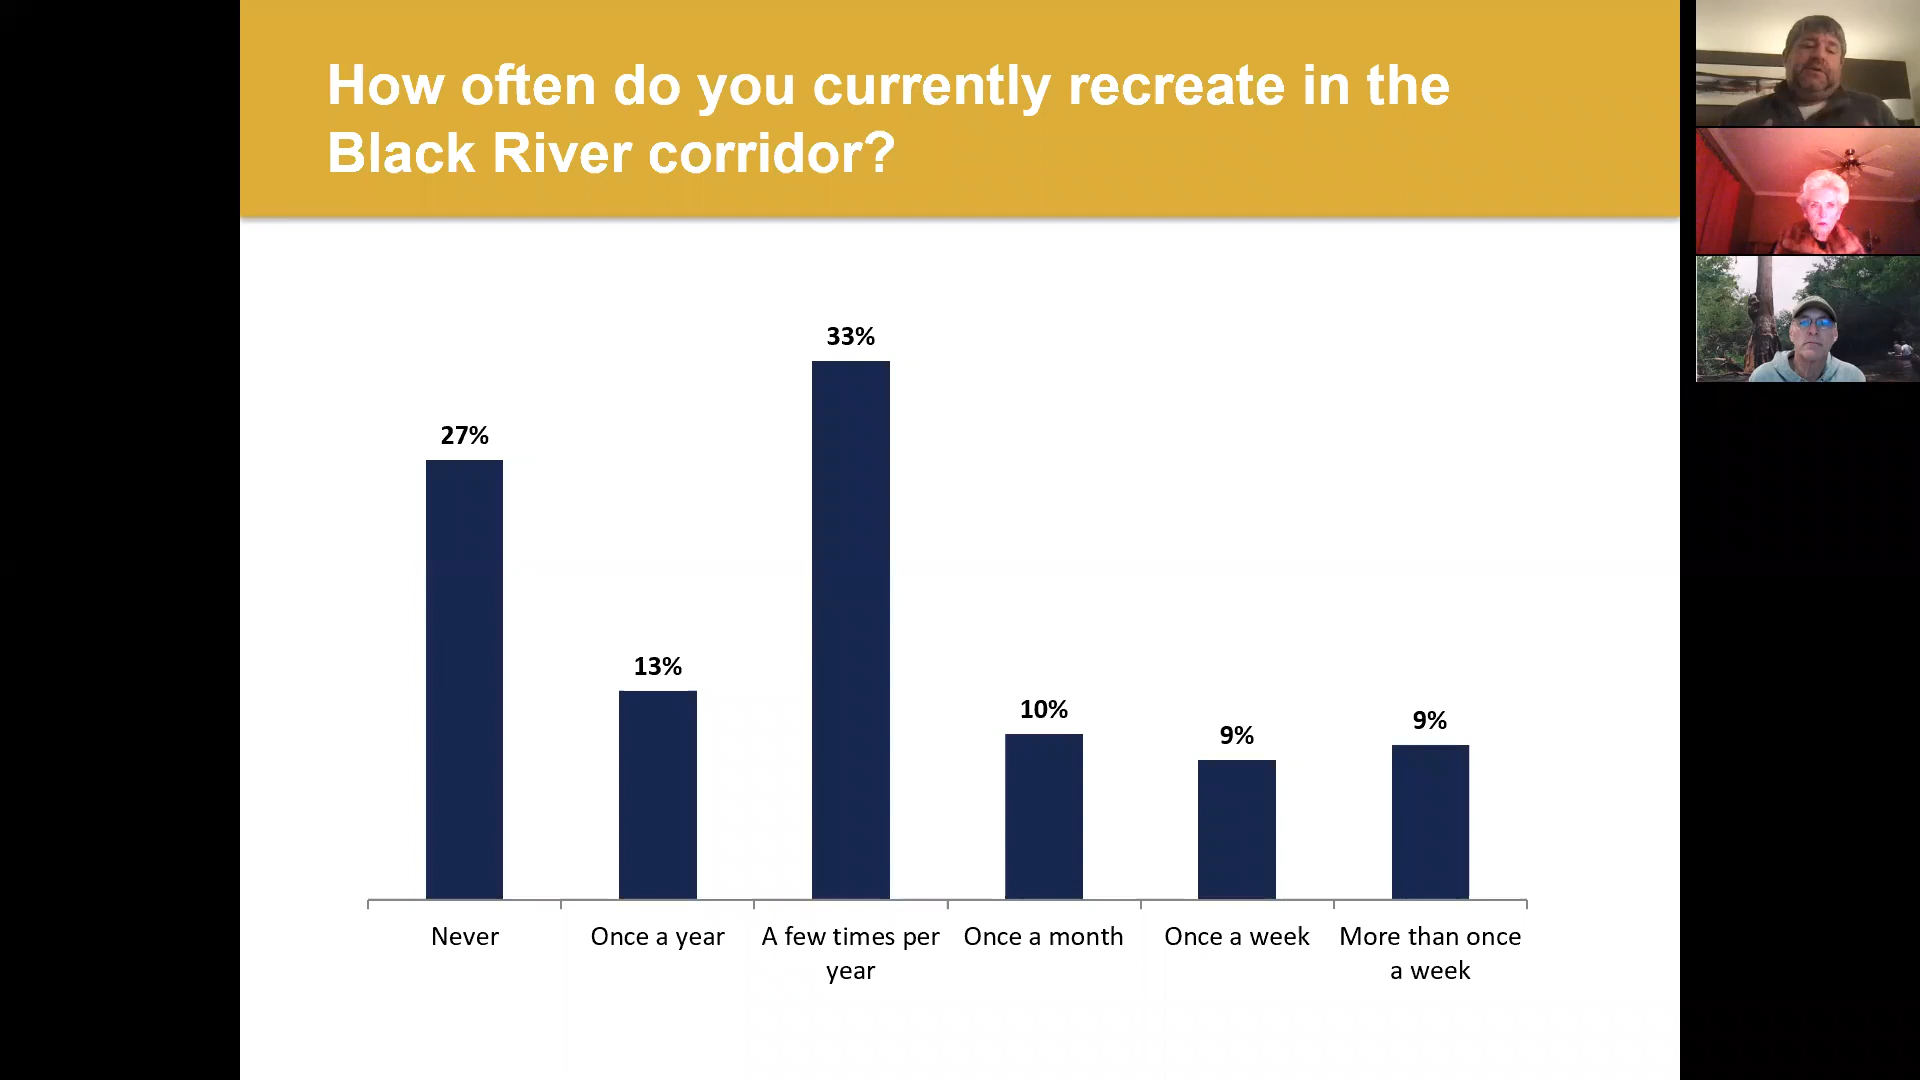 How often do you currently recreate in the
Black River corridor?
27%
13%
33%
10%
9%
9%
Never
Once a year
A few times per
year
Once a month
Once a week
More than once
a week